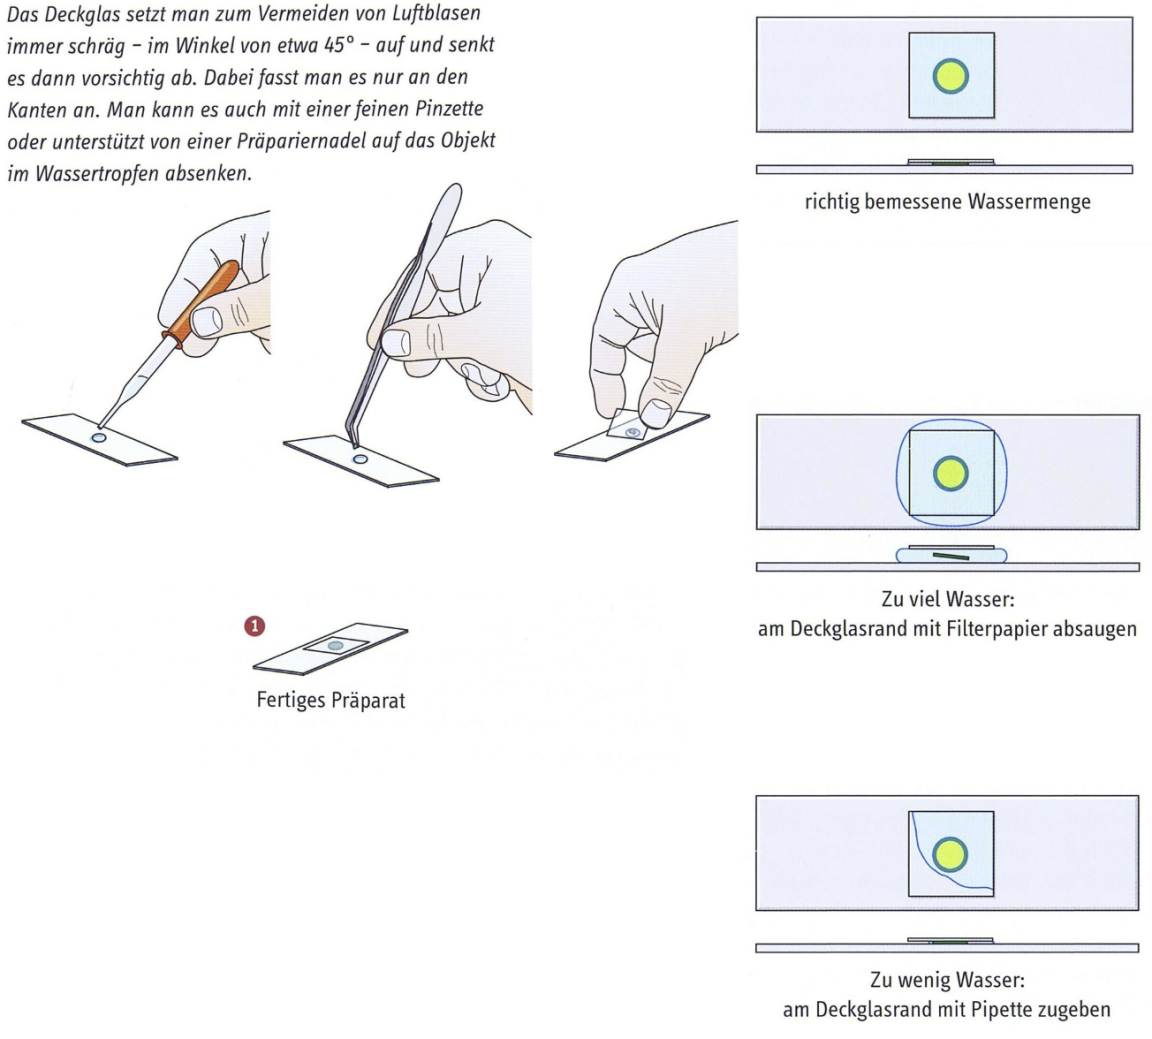 Das Deckglas setzt man zum Vermeiden von Luftblasen
immer schräg – im Winkel von etwa 45° – auf und senkt
es dann vorsichtig ab. Dabei fasst man es nur an den
Kanten an. Man kann es auch mit einer feinen Pinzette
oder unterstützt von einer Präpariernadel auf das Objekt
im Wassertropfen absenken.
richtig bemessene Wassermenge
Zu viel Wasser:
am Deckglasrand mit Filterpapier absaugen
1
Fertiges Präparat
Zu wenig Wasser:
am Deckglasrand mit Pipette zugeben